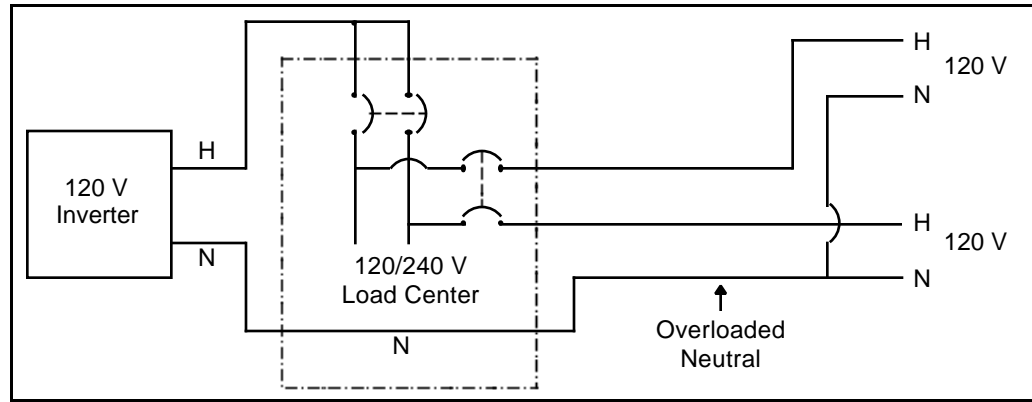 H
120 V
N
H
120 V
Inverter
N
120/240 V
Load Center
N
H
120 V
N
Overloaded
Neutral